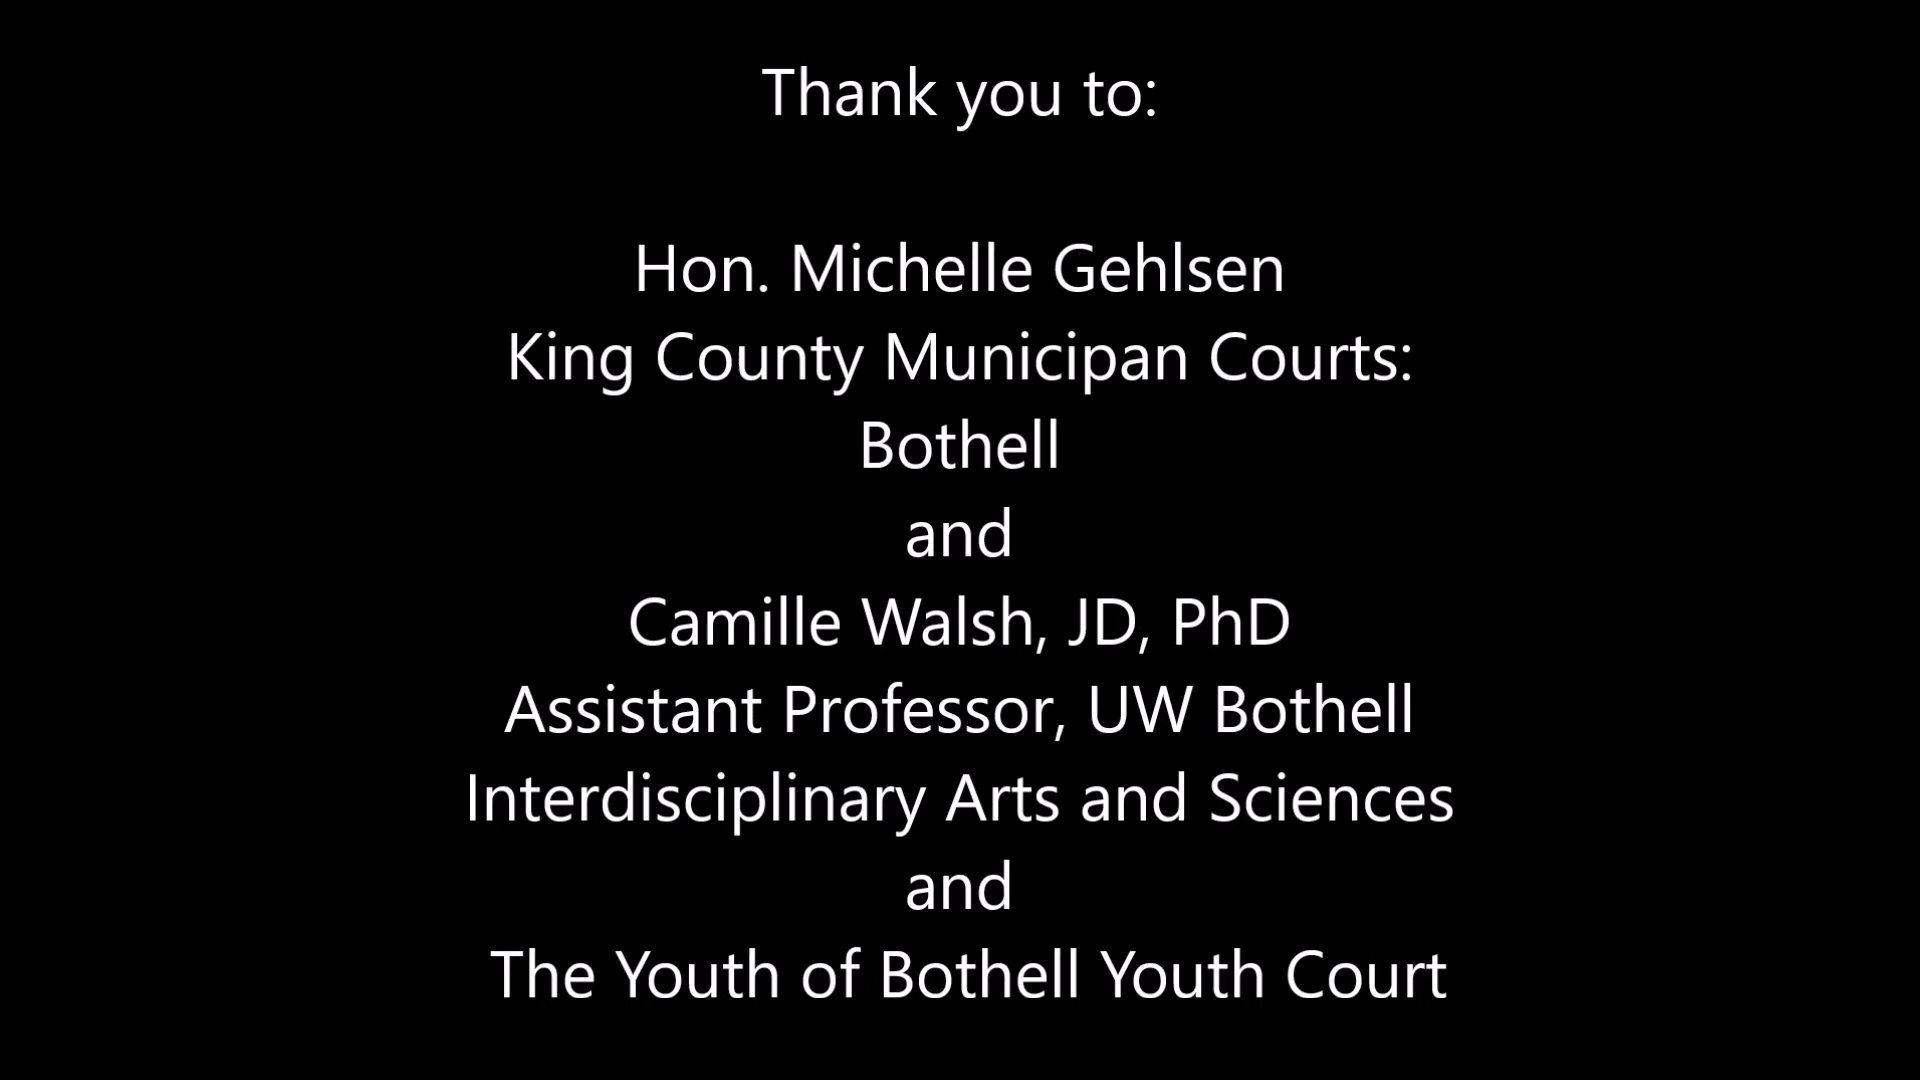 Thank you to:
Hon. Michelle Gehlsen
King County Municipan Courts:
Bothell
and
Camille Walsh, JD, PhD
Assistant Professor, UW Bothell
Interdisciplinary Arts and Sciences
and
The Youth of Bothell Youth Court